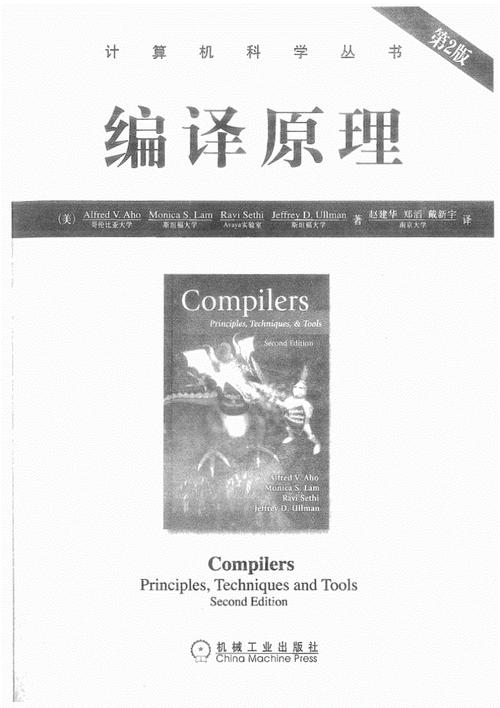 计算机科学丛书
第2版
编译原理
(美) Alfred V. Aho Monica S. Lam Ravi Sethi Jeffrey D. Ullman 著 赵建华 郑滔 戴新宇 译
哥伦比亚大学 斯坦福大学 Avaya实验室 斯坦福大学 南京大学
Compilers
Principles, Techniques, & Tools
Second Edition
Alfred V. Aho
Monica S. Lam
Ravi Sethi
Jeffrey D. Ullman
Compilers
Principles, Techniques and Tools
Second Edition
机械工业出版社
China Machine Press